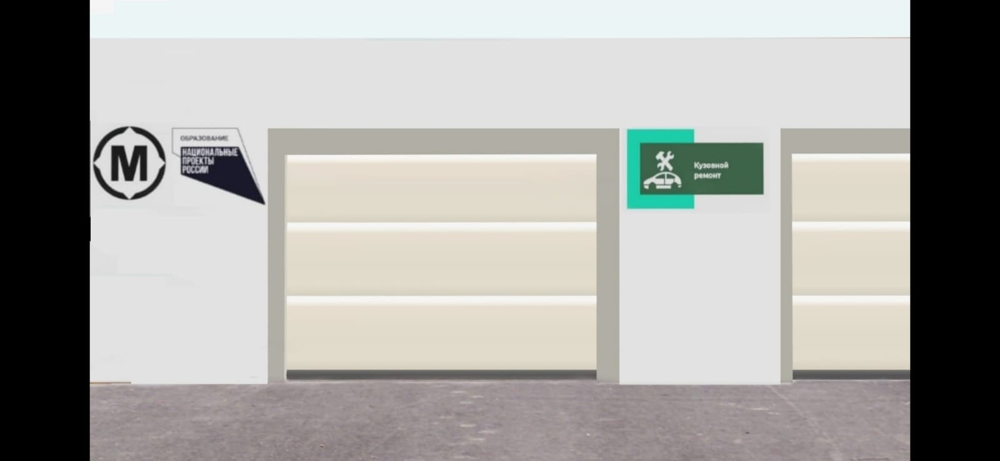 М
ОБРАЗОВАНИЕ
НАЦИОНАЛЬНЫЕ
ПРОЕКТЫ
РОССИИ
Кузовной
ремонт